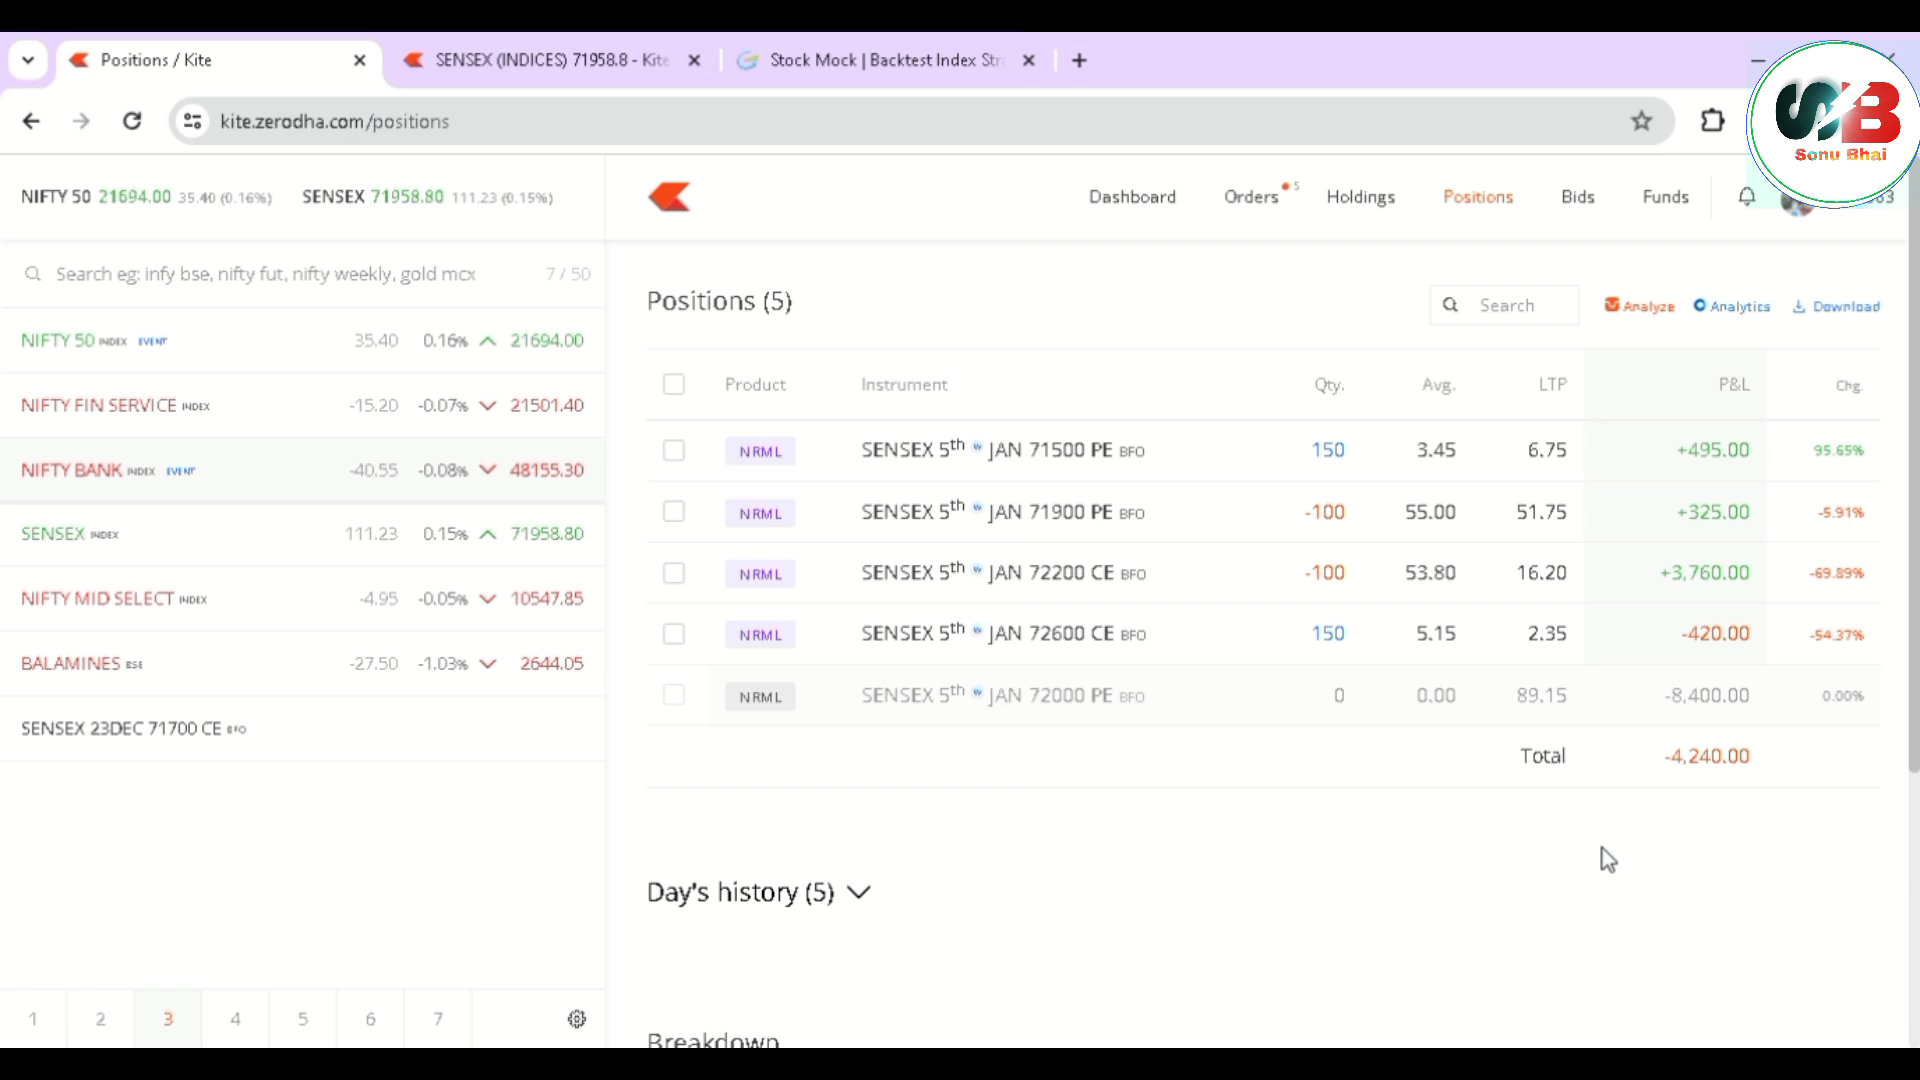 Positions / Kite
SENSEX (INDICES) 71958.8 - Kite
Stock Mock | Backtest Index Str
kite.zerodha.com/positions
SB
Sonu Bhai
NIFTY 50 21694.00 35.40 (0.16%) SENSEX 71958.80 111.23 (0.15%)
Dashboard Orders 5 Holdings Positions Bids Funds
Search eg: infy bse, nifty fut, nifty weekly, gold mcx 7 / 50
NIFTY 50 INDEX EVENT 35.40 0.16% 21694.00
NIFTY FIN SERVICE INDEX -15.20 -0.07% 21501.40
NIFTY BANK INDEX EVENT -40.55 -0.08% 48155.30
SENSEX INDEX 111.23 0.15% 71958.80
NIFTY MID SELECT INDEX -4.95 -0.05% 10547.85
BALAMINES BSE -27.50 -1.03% 2644.05
SENSEX 23DEC 71700 CE BFO
1 2 3 4 5 6 7
Positions (5)
Search Analyze Analytics Download
Product Instrument Qty. Avg. LTP P&L Chg.
NRML SENSEX 5th w JAN 71500 PE BFO 150 3.45 6.75 +495.00 95.65%
NRML SENSEX 5th w JAN 71900 PE BFO -100 55.00 51.75 +325.00 -5.91%
NRML SENSEX 5th w JAN 72200 CE BFO -100 53.80 16.20 +3,760.00 -69.89%
NRML SENSEX 5th w JAN 72600 CE BFO 150 5.15 2.35 -420.00 -54.37%
NRML SENSEX 5th w JAN 72000 PE BFO 0 0.00 89.15 -8,400.00 0.00%
Total -4,240.00
Day's history (5)
Breakdown